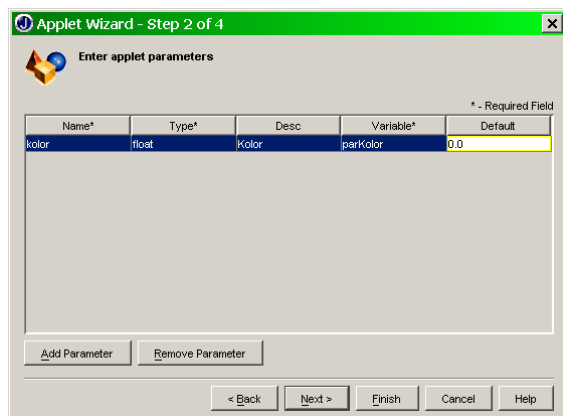 Applet Wizard - Step 2 of 4
Enter applet parameters
* - Required Field
Name* Type* Desc Variable* Default
kolor float Kolor parKolor 0.0
Add Parameter Remove Parameter
< Back Next > Finish Cancel Help